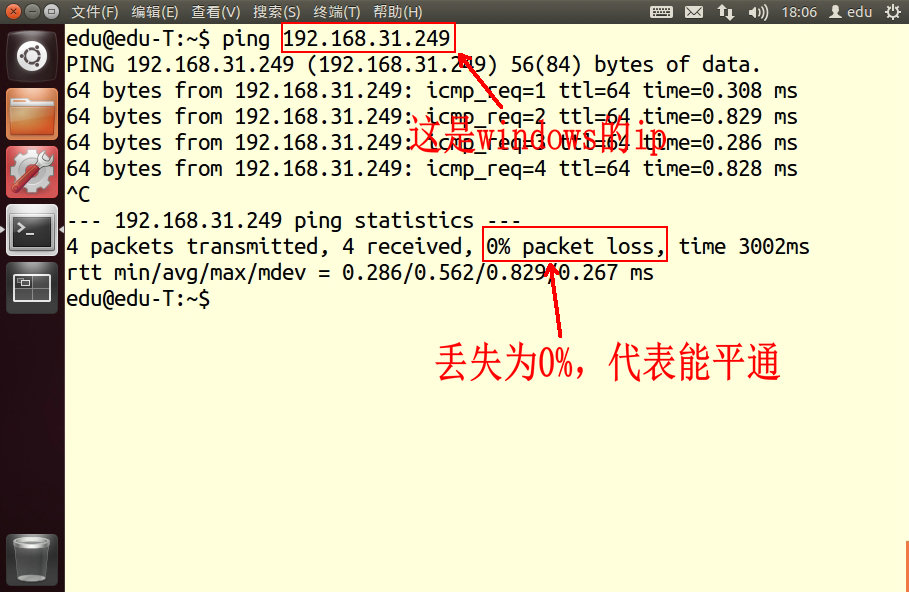 文件(F) 编辑(E) 查看(V) 搜索(S) 终端(T) 帮助(H) 18:06 edu
edu@edu-T:~$ ping 192.168.31.249
PING 192.168.31.249 (192.168.31.249) 56(84) bytes of data.
64 bytes from 192.168.31.249: icmp_req=1 ttl=64 time=0.308 ms
64 bytes from 192.168.31.249: icmp_req=2 ttl=64 time=0.829 ms
这是windows的ip
64 bytes from 192.168.31.249: icmp_req=3 ttl=64 time=0.286 ms
64 bytes from 192.168.31.249: icmp_req=4 ttl=64 time=0.828 ms
^C
--- 192.168.31.249 ping statistics ---
4 packets transmitted, 4 received, 0% packet loss, time 3002ms
rtt min/avg/max/mdev = 0.286/0.562/0.829/0.267 ms
edu@edu-T:~$
丢失为0%，代表能平通